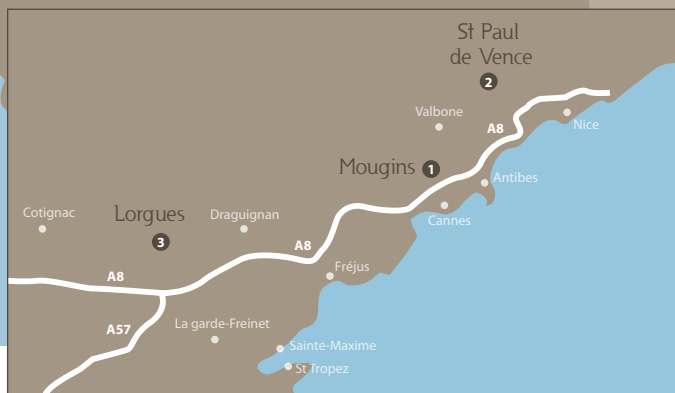 St Paul
de Vence
2
Valbone
A8
Nice
Mougins 1
Antibes
Cotignac
Lorgues
Draguignan
Cannes
3
A8
Fréjus
A8
La garde-Freinet
A57
Sainte-Maxime
St Tropez